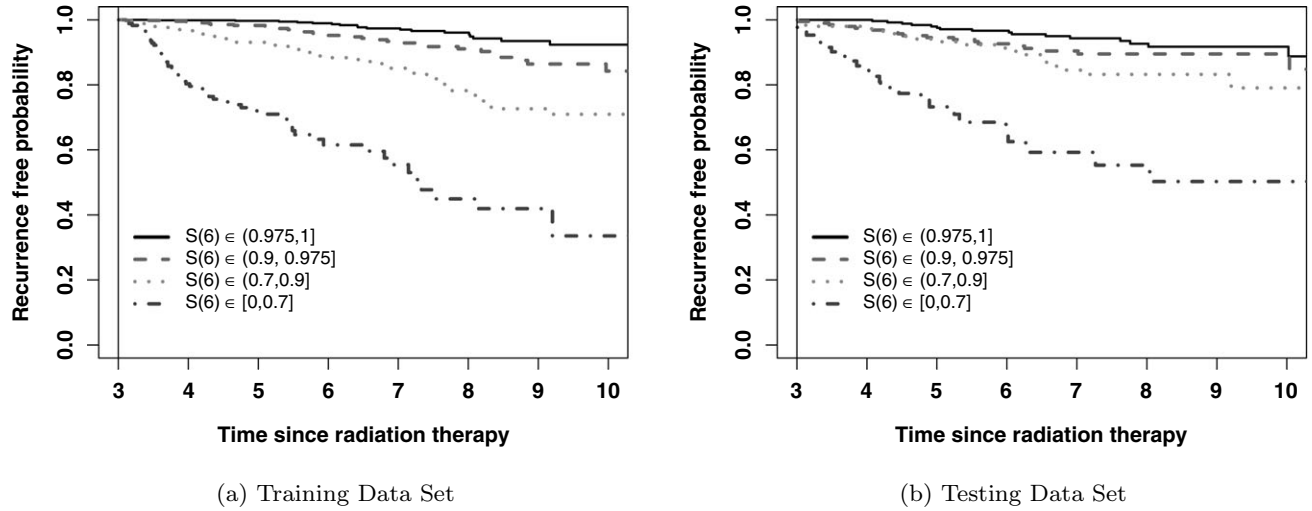 Recurrence free probability
1.0
0.8
0.6
0.4
0.2
0.0
S(6) ∈ (0.975,1]
S(6) ∈ (0.9, 0.975]
S(6) ∈ (0.7,0.9]
S(6) ∈ [0,0.7]
3 4 5 6 7 8 9 10
Time since radiation therapy
(a) Training Data Set
Recurrence free probability
1.0
0.8
0.6
0.4
0.2
0.0
S(6) ∈ (0.975,1]
S(6) ∈ (0.9, 0.975]
S(6) ∈ (0.7,0.9]
S(6) ∈ [0,0.7]
3 4 5 6 7 8 9 10
Time since radiation therapy
(b) Testing Data Set